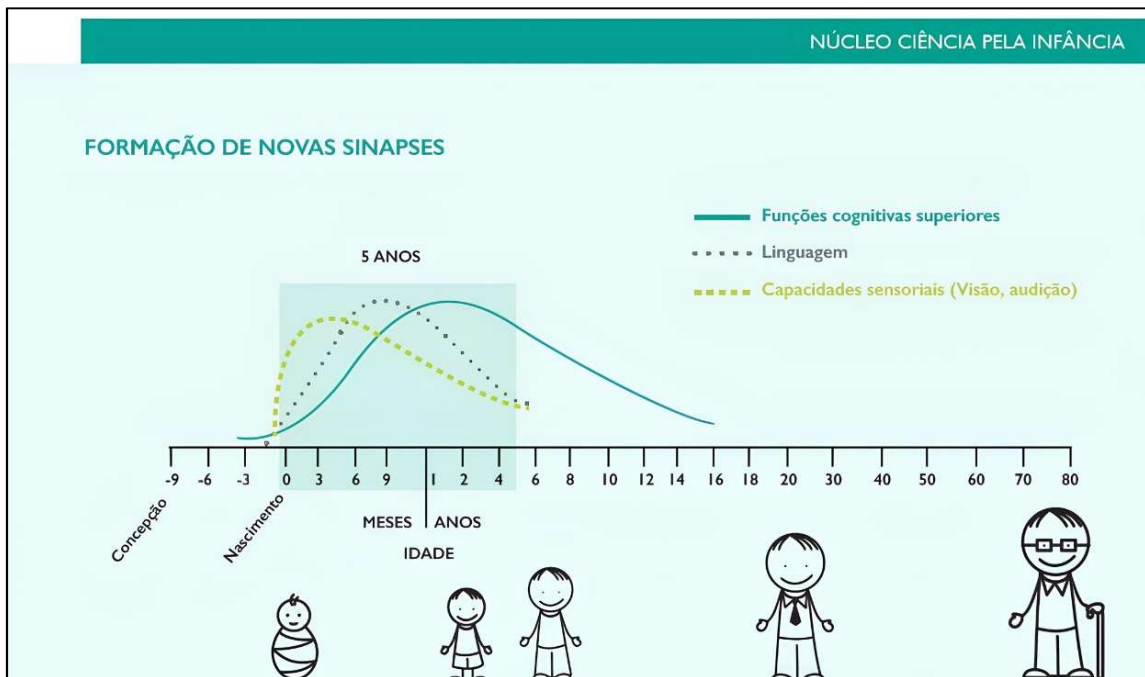 NÚCLEO CIÊNCIA PELA INFÂNCIA
FORMAÇÃO DE NOVAS SINAPSES
Funções cognitivas superiores
Linguagem
Capacidades sensoriais (Visão, audição)
5 ANOS
-9 -6 -3 0 3 6 9 1 2 4 6 8 10 12 14 16 18 20 30 40 50 60 70 80
Concepção
Nascimento
MESES ANOS
IDADE